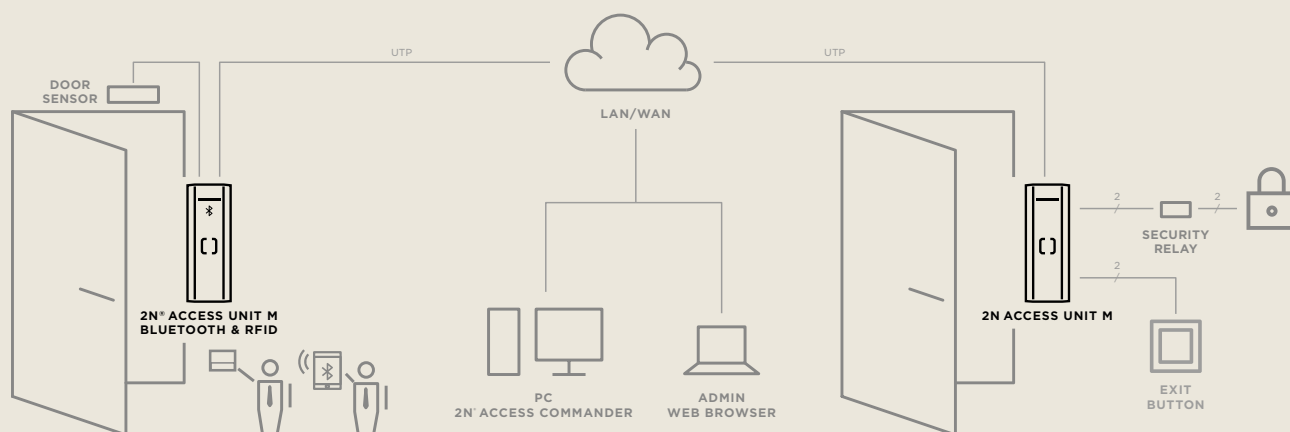 UTP
UTP
DOOR
SENSOR
LAN/WAN
2
2
SECURITY
RELAY
2
2N® ACCESS UNIT M
BLUETOOTH & RFID
2N ACCESS UNIT M
PC
2N ACCESS COMMANDER
ADMIN
WEB BROWSER
EXIT
BUTTON